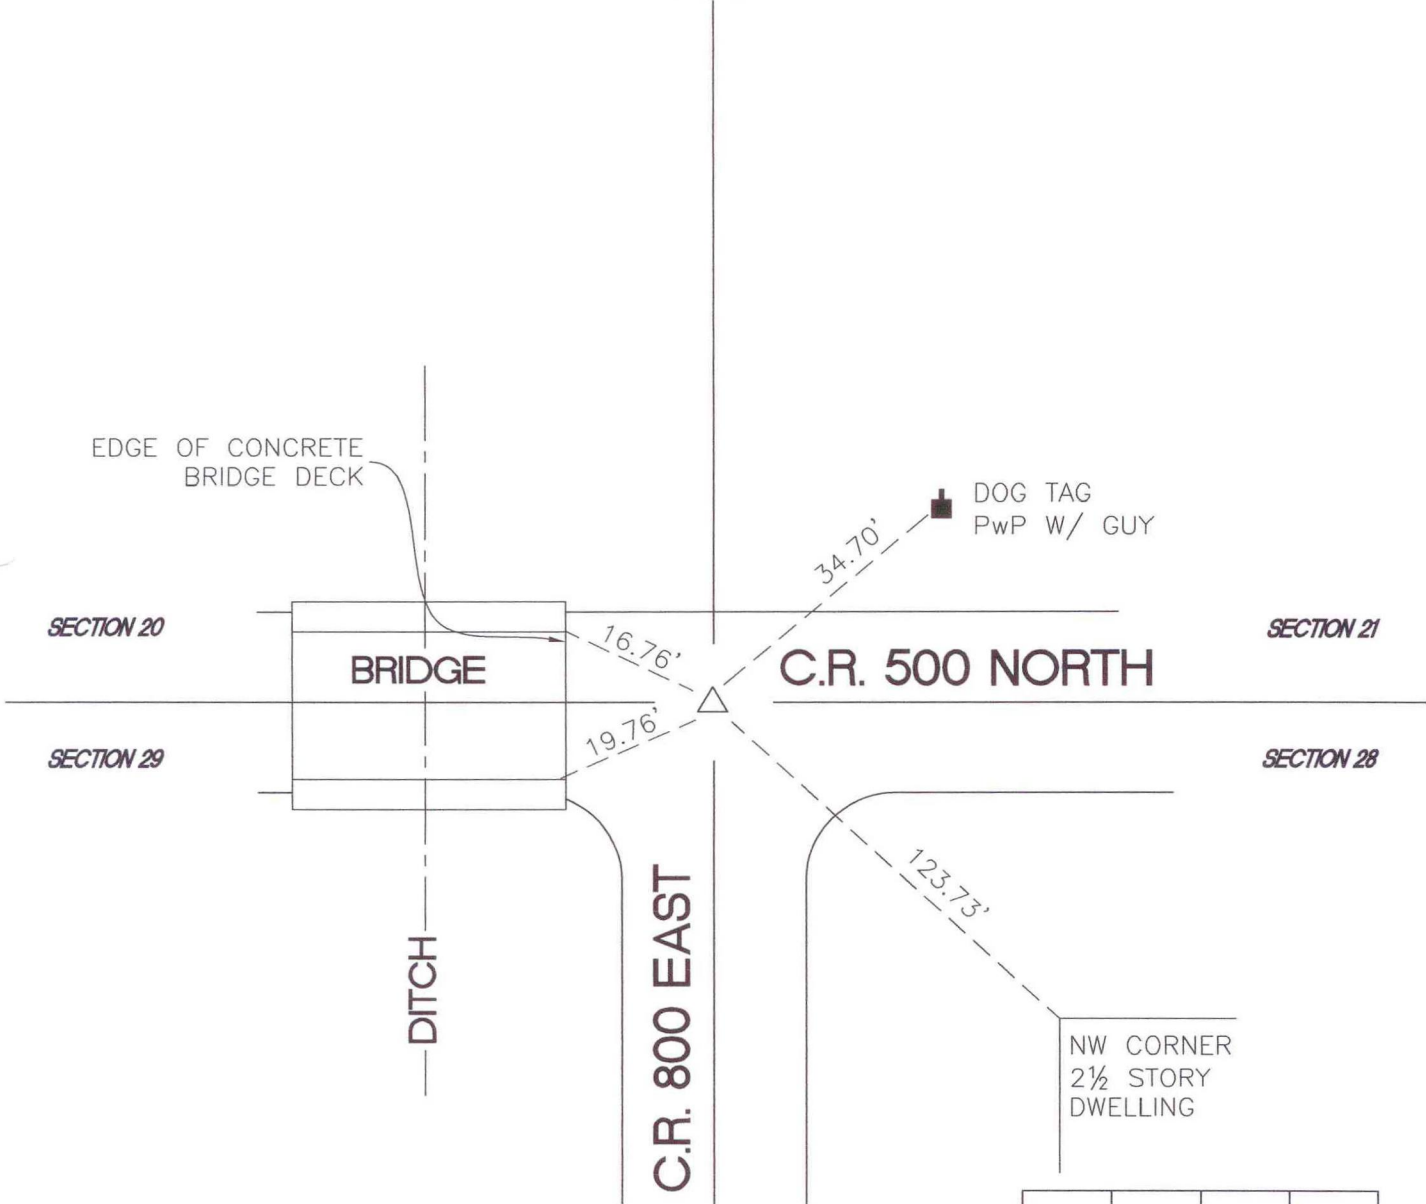 EDGE OF CONCRETE
BRIDGE DECK
DOG TAG
PwP W/ GUY
34.70'
SECTION 20
16.76'
SECTION 21
BRIDGE
C.R. 500 NORTH
19.76'
SECTION 29
SECTION 28
123.73'
C.R. 800 EAST
DITCH
NW CORNER
2½ STORY
DWELLING